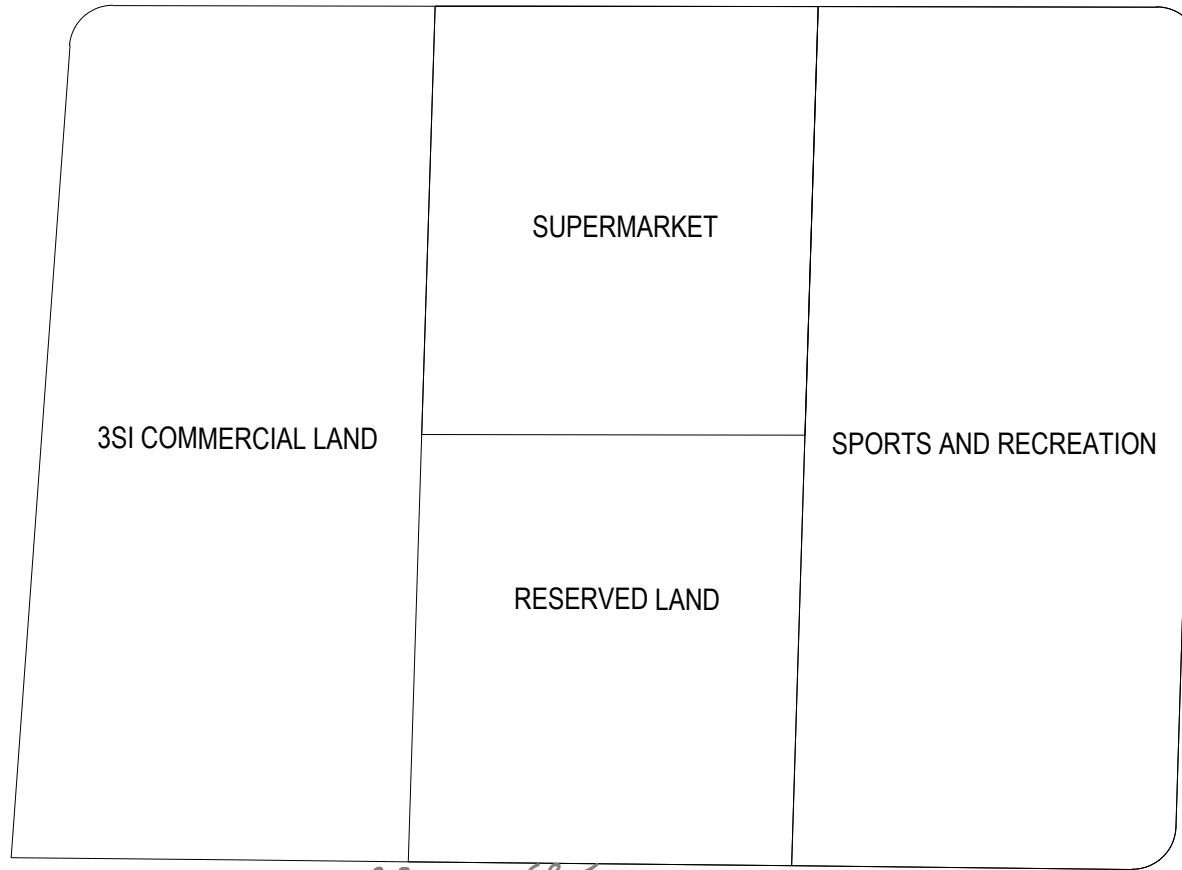 SUPERMARKET
3SI COMMERCIAL LAND
SPORTS AND RECREATION
RESERVED LAND